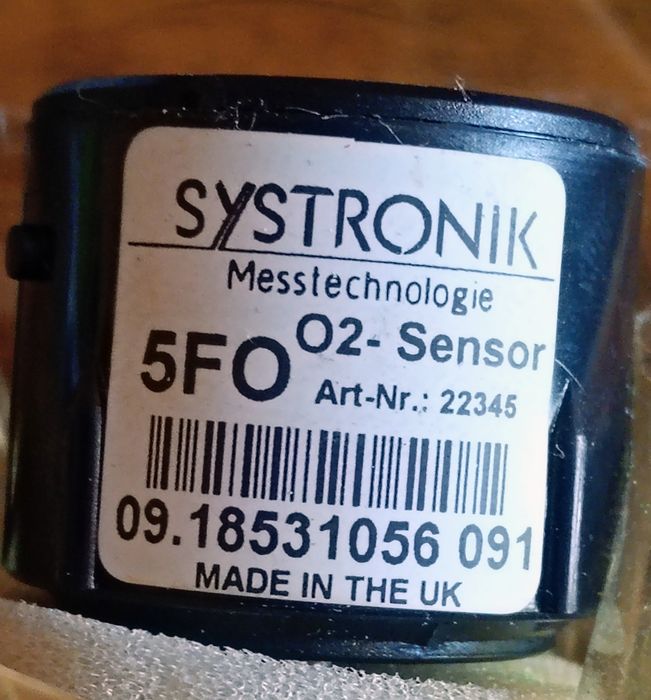 SYSTRONIK
Messtechnologie
5FO O2- Sensor
Art-Nr.: 22345
09.18531056 091
MADE IN THE UK